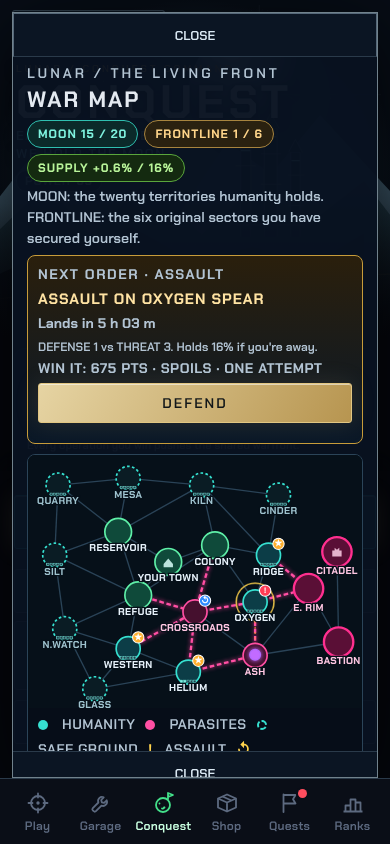 CLOSE
LUNAR / THE LIVING FRONT
WAR MAP
MOON 15 / 20
FRONTLINE 1 / 6
SUPPLY +0.6% / 16%
MOON: the twenty territories humanity holds.
FRONTLINE: the six original sectors you have
secured yourself.
NEXT ORDER · ASSAULT
ASSAULT ON OXYGEN SPEAR
Lands in 5 h 03 m
DEFENSE 1 vs THREAT 3. Holds 16% if you're away.
WIN IT: 675 PTS · SPOILS · ONE ATTEMPT
DEFEND
QUARRY
MESA
KILN
CINDER
RESERVOIR
COLONY
SILT
YOUR TOWN
RIDGE
CITADEL
REFUGE
CROSSROADS
OXYGEN
E. RIM
N.WATCH
WESTERN
HELIUM
ASH
BASTION
GLASS
HUMANITY
PARASITES
SAFE GROUND
! ASSAULT
CLOSE
Play
Garage
Conquest
Shop
Quests
Ranks